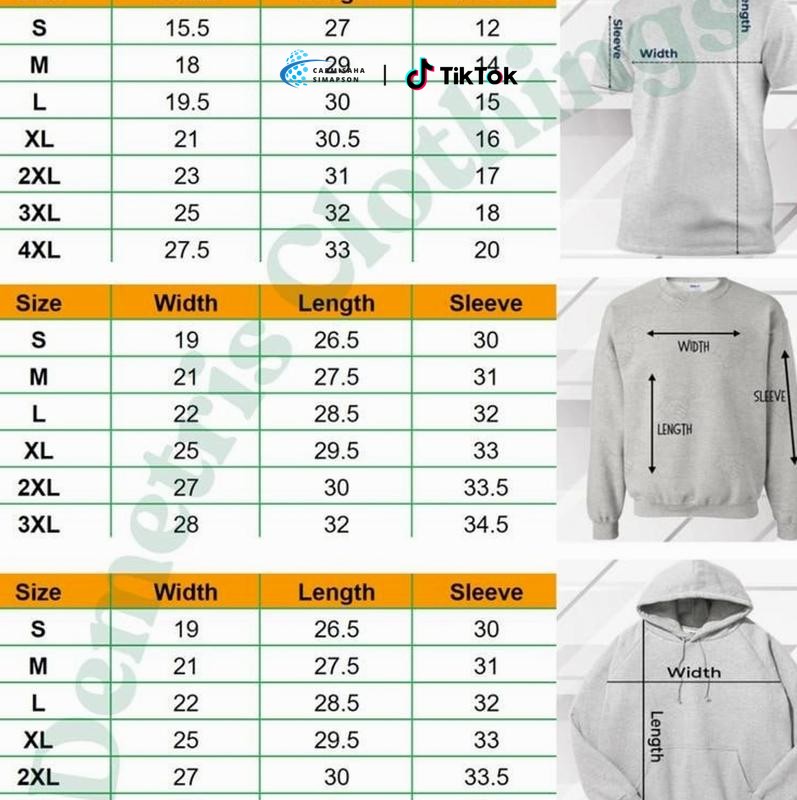 S 15.5 27 12
M 18 29 14
CARMISAHA
SIMAPSON
TikTok
L 19.5 30 15
XL 21 30.5 16
2XL 23 31 17
3XL 25 32 18
4XL 27.5 33 20
Sleeve
Width
Size Width Length Sleeve
S 19 26.5 30
M 21 27.5 31
L 22 28.5 32
XL 25 29.5 33
2XL 27 30 33.5
3XL 28 32 34.5
WIDTH
SLEEVE
LENGTH
Size Width Length Sleeve
S 19 26.5 30
M 21 27.5 31
L 22 28.5 32
XL 25 29.5 33
2XL 27 30 33.5
Width
Length
Demetris Clothings